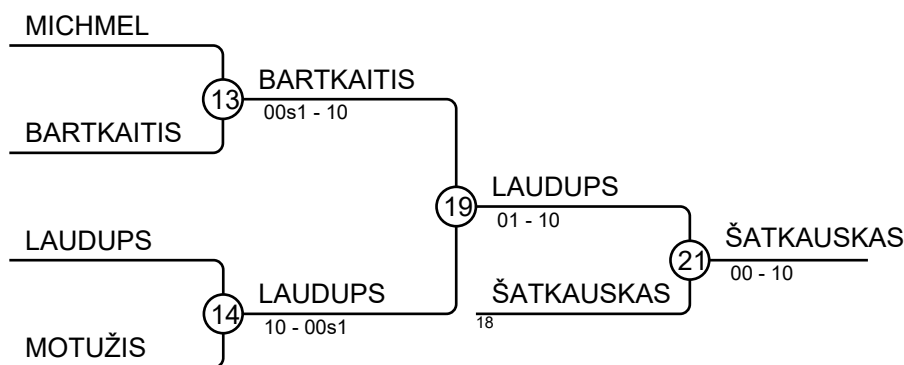 MICHMEL
13
BARTKAITIS
00s1 - 10
BARTKAITIS
19
LAUDUPS
01 - 10
LAUDUPS
14
LAUDUPS
10 - 00s1
MOTUŽIS
ŠATKAUSKAS
18
21
ŠATKAUSKAS
00 - 10